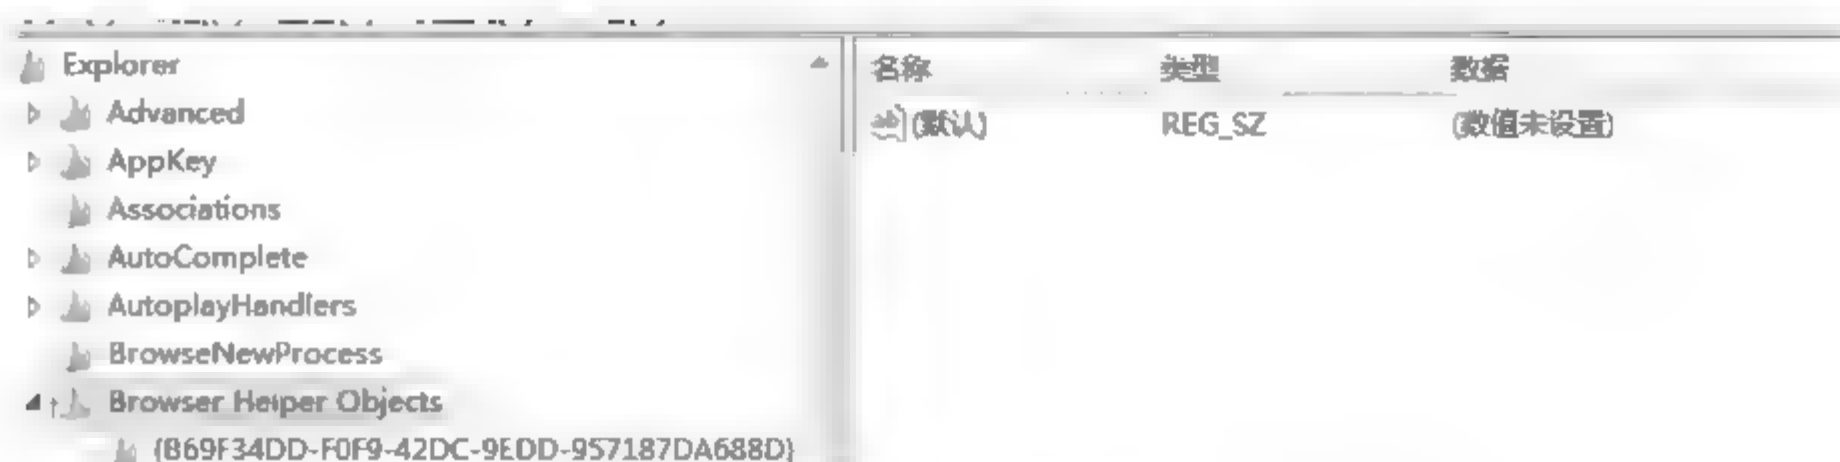 Explorer
名称 类型 数据
Advanced
(默认) REG_SZ (数值未设置)
AppKey
Associations
AutoComplete
AutoplayHandlers
BrowseNewProcess
Browser Helper Objects
{B69F34DD-F0F9-42DC-9EDD-957187DA688D}